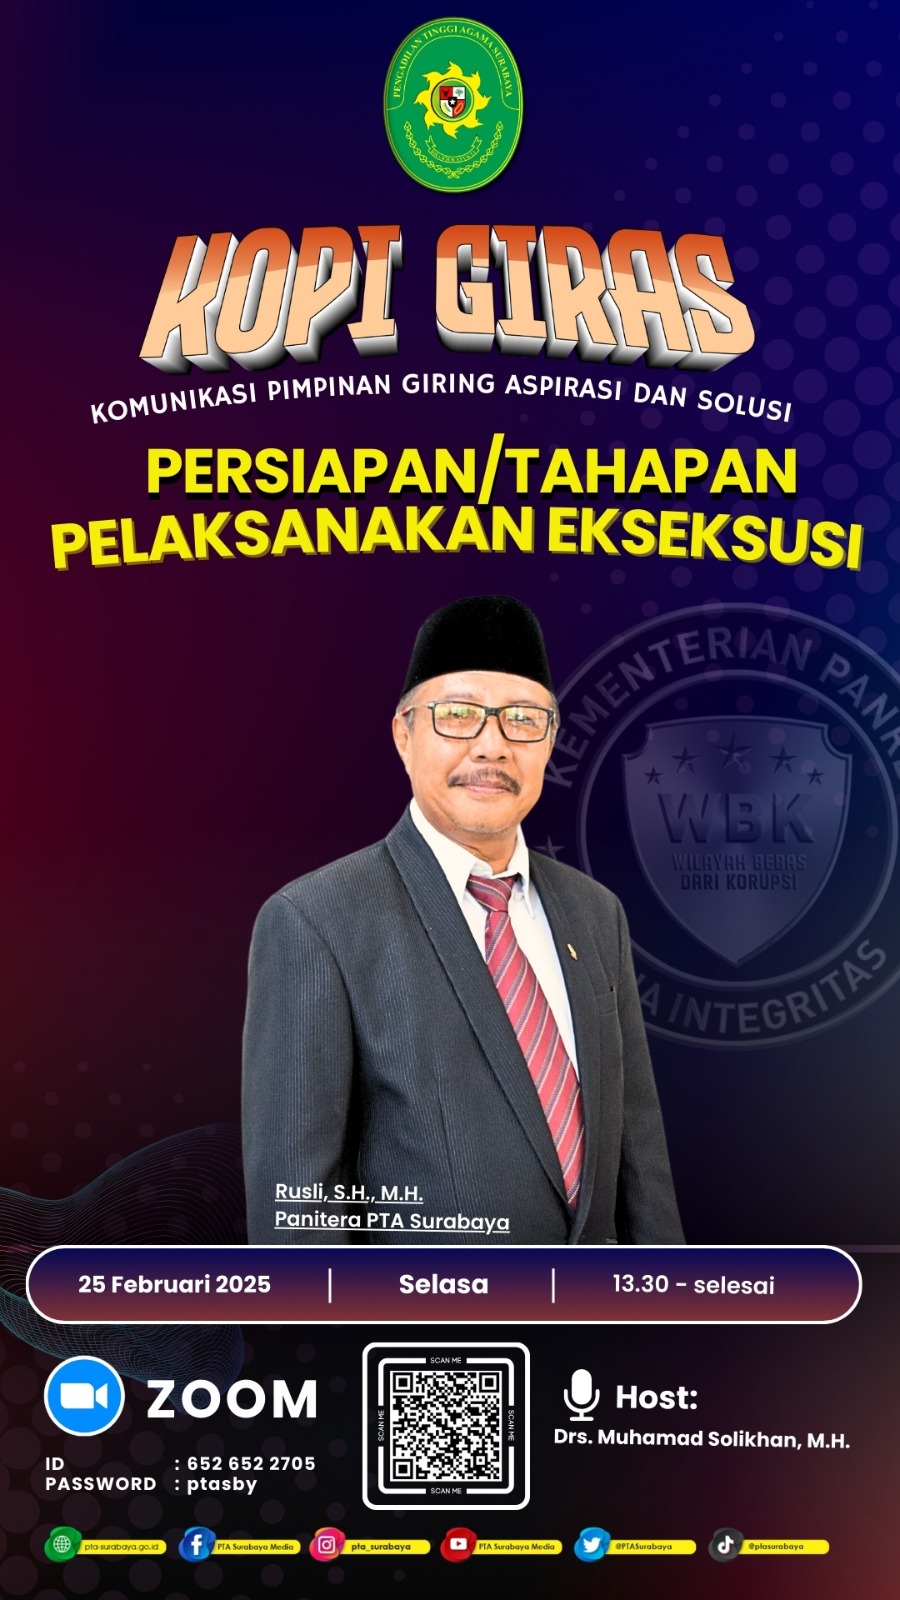 PENGADILAN TINGGI AGAMA SURABAYA
KOPI GIRAS
KOMUNIKASI PIMPINAN GIRING ASPIRASI DAN SOLUSI
PERSIAPAN/TAHAPAN
PELAKSANAKAN EKSEKSUSI
KEMENTERIAN
WBK
WILAYAH BEBAS
DARI KORUPSI
INTEGRITAS
Rusli, S.H., M.H.
Panitera PTA Surabaya
25 Februari 2025 | Selasa | 13.30 - selesai
ZOOM
ID : 652 652 2705
PASSWORD : ptasby
SCAN ME
SCAN ME
SCAN ME
SCAN ME
Host:
Drs. Muhamad Solikhan, M.H.
pta-surabaya.go.id PTA Surabaya Media pta_surabaya PTA Surabaya Media @PTASurabaya @ptasurabaya